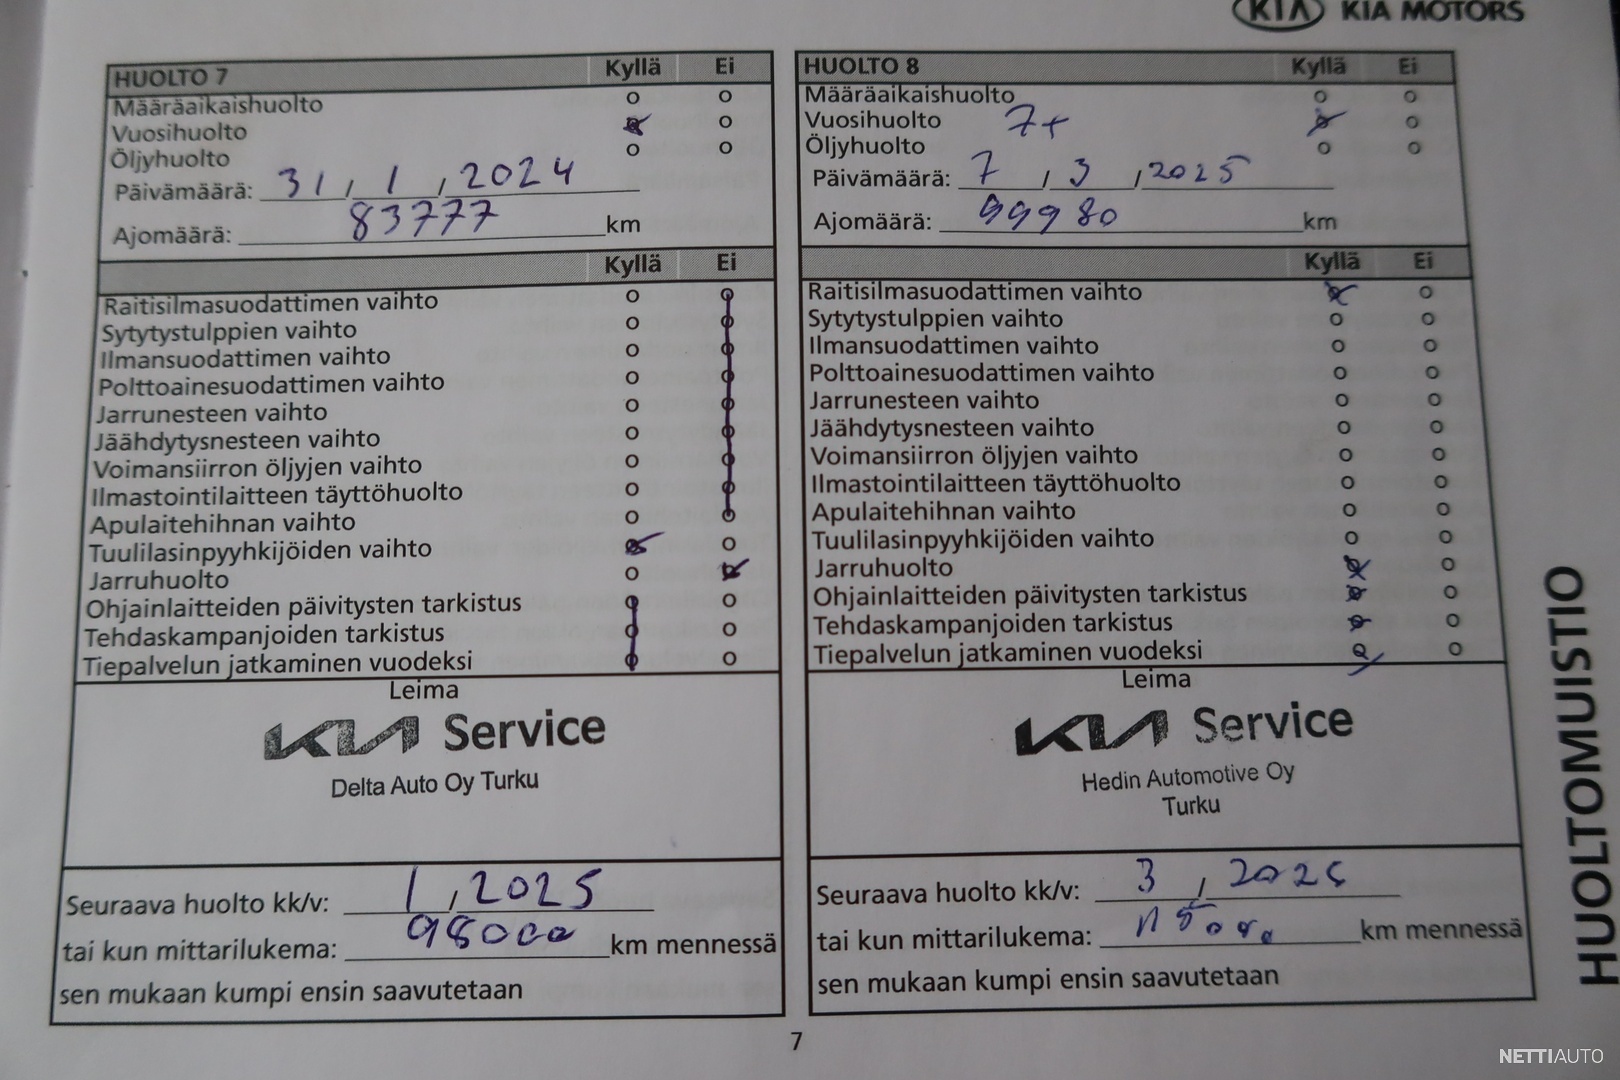 KIA KIA MOTORS
HUOLTO 7 Kyllä Ei
Määräaikaishuolto
Vuosihuolto
Öljyhuolto
Päivämäärä: 31 / 1 / 2024
Ajomäärä: 83777 km
Kyllä Ei
Raitisilmasuodattimen vaihto
Sytytystulppien vaihto
Ilmansuodattimen vaihto
Polttoainesuodattimen vaihto
Jarrunesteen vaihto
Jäähdytysnesteen vaihto
Voimansiirron öljyjen vaihto
Ilmastointilaitteen täyttöhuolto
Apulaitehihnan vaihto
Tuulilasinpyyhkijöiden vaihto
Jarruhuolto
Ohjainlaitteiden päivitysten tarkistus
Tehdaskampanjoiden tarkistus
Tiepalvelun jatkaminen vuodeksi
Leima
KIA Service
Delta Auto Oy Turku
Seuraava huolto kk/v: 1 / 2025
tai kun mittarilukema: 98000 km mennessä
sen mukaan kumpi ensin saavutetaan
HUOLTO 8 Kyllä Ei
Määräaikaishuolto
Vuosihuolto 7+
Öljyhuolto
Päivämäärä: 7 / 3 / 2025
Ajomäärä: 99980 km
Kyllä Ei
Raitisilmasuodattimen vaihto
Sytytystulppien vaihto
Ilmansuodattimen vaihto
Polttoainesuodattimen vaihto
Jarrunesteen vaihto
Jäähdytysnesteen vaihto
Voimansiirron öljyjen vaihto
Ilmastointilaitteen täyttöhuolto
Apulaitehihnan vaihto
Tuulilasinpyyhkijöiden vaihto
Jarruhuolto
Ohjainlaitteiden päivitysten tarkistus
Tehdaskampanjoiden tarkistus
Tiepalvelun jatkaminen vuodeksi
Leima
KIA Service
Hedin Automotive Oy
Turku
Seuraava huolto kk/v: 3 /
tai kun mittarilukema: km mennessä
sen mukaan kumpi ensin saavutetaan
HUOLTOMUISTIO
7
NETTIAUTO